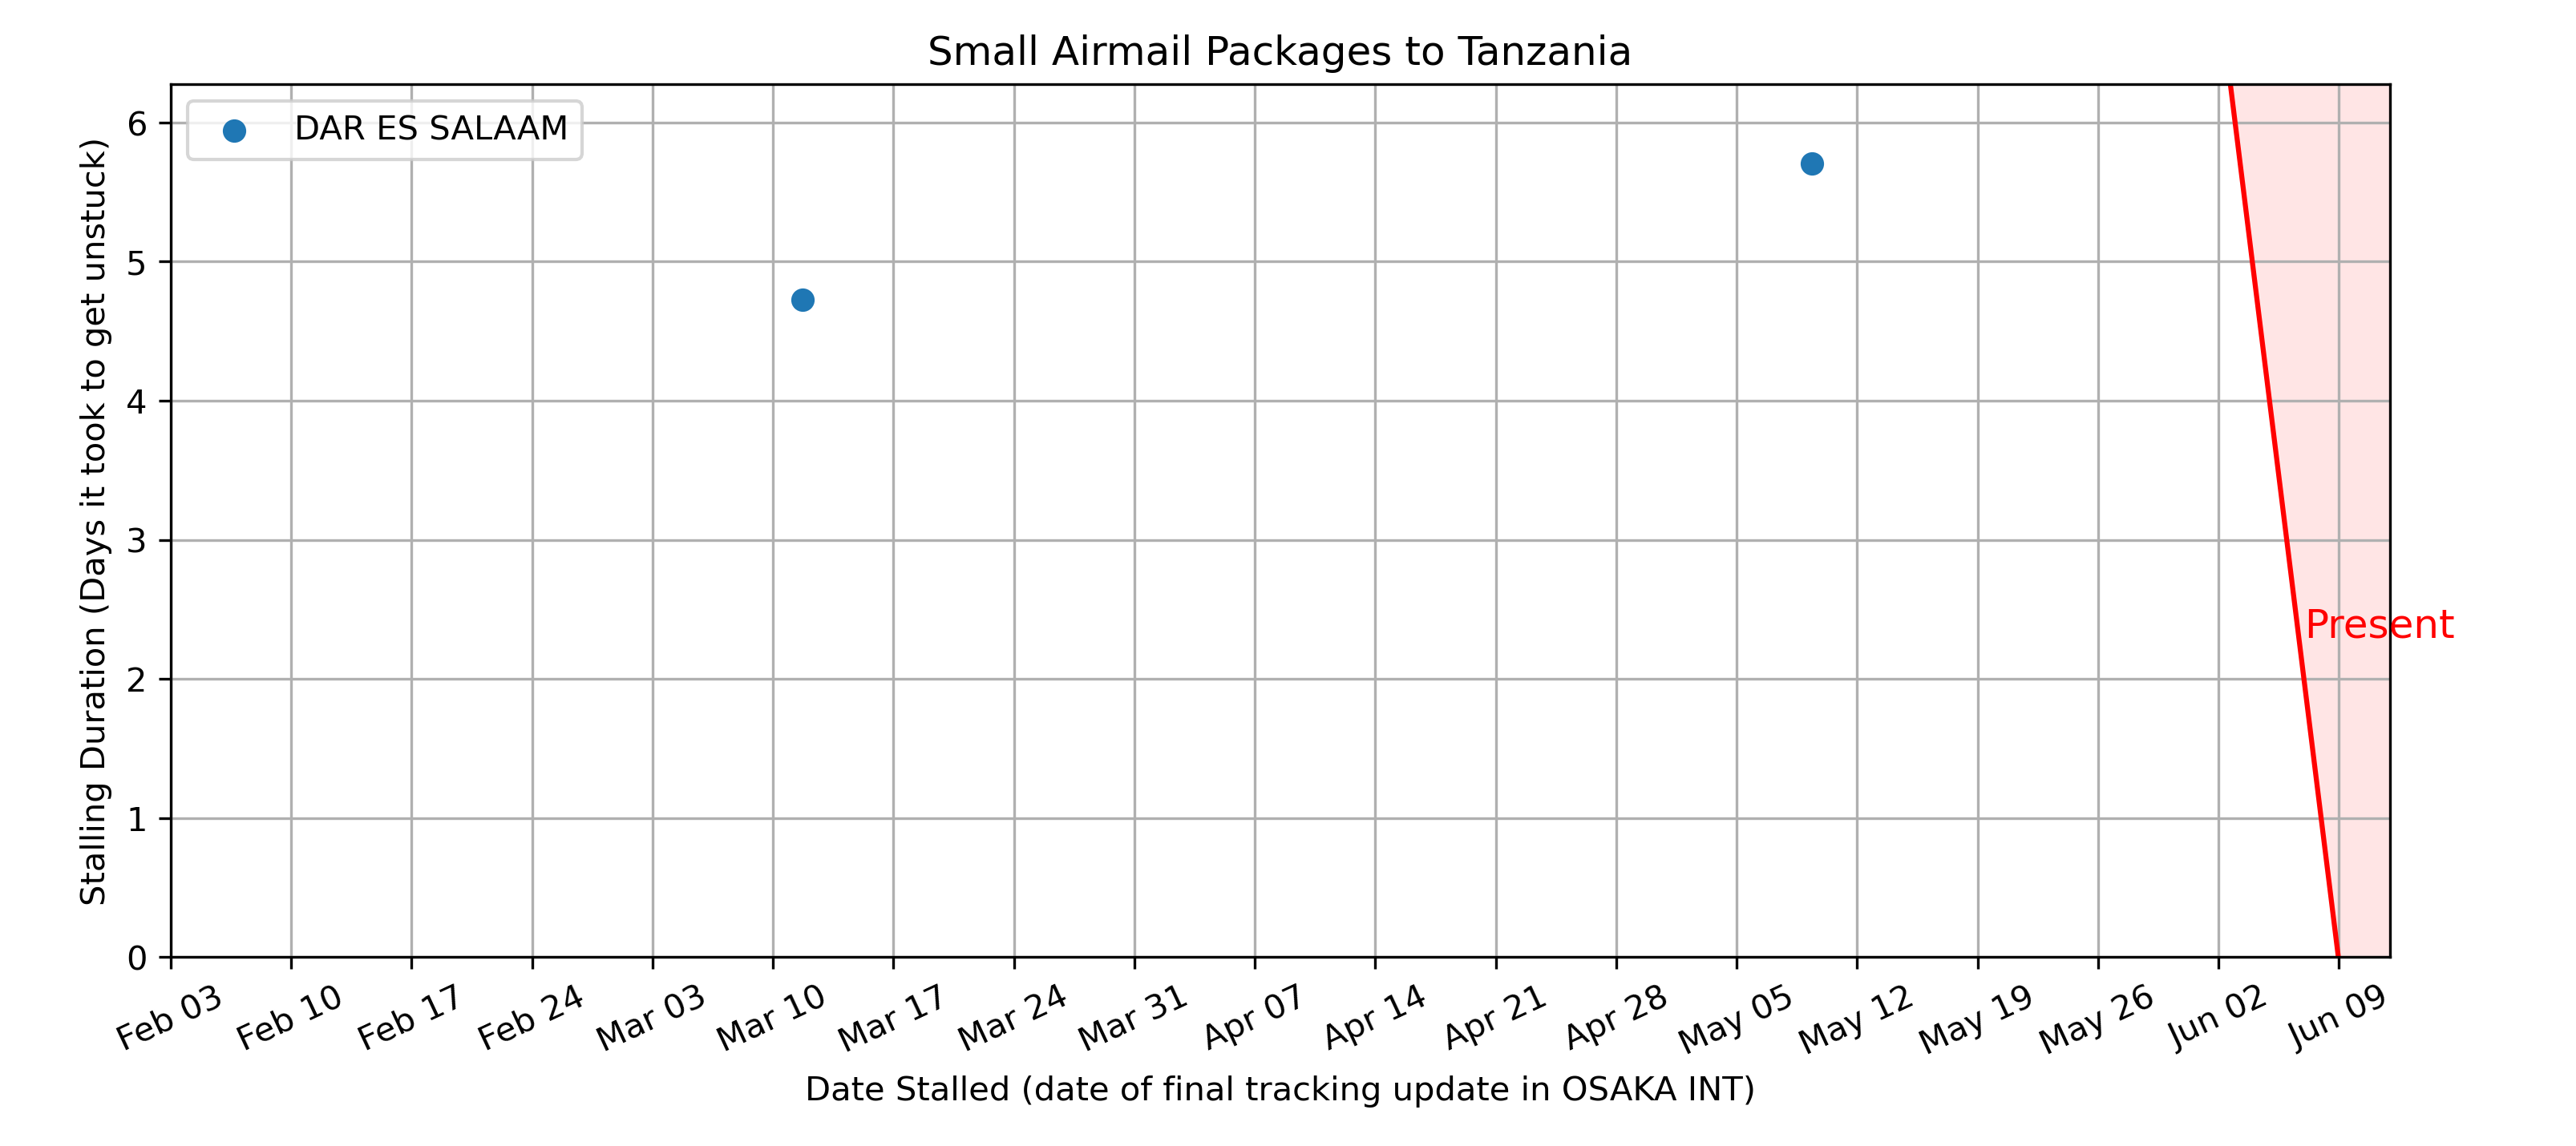 Small Airmail Packages to Tanzania
DAR ES SALAAM
Stalling Duration (Days it took to get unstuck)
6
5
4
3
2
1
0
Present
Feb 03
Feb 10
Feb 17
Feb 24
Mar 03
Mar 10
Mar 17
Mar 24
Mar 31
Apr 07
Apr 14
Apr 21
Apr 28
May 05
May 12
May 19
May 26
Jun 02
Jun 09
Date Stalled (date of final tracking update in OSAKA INT)